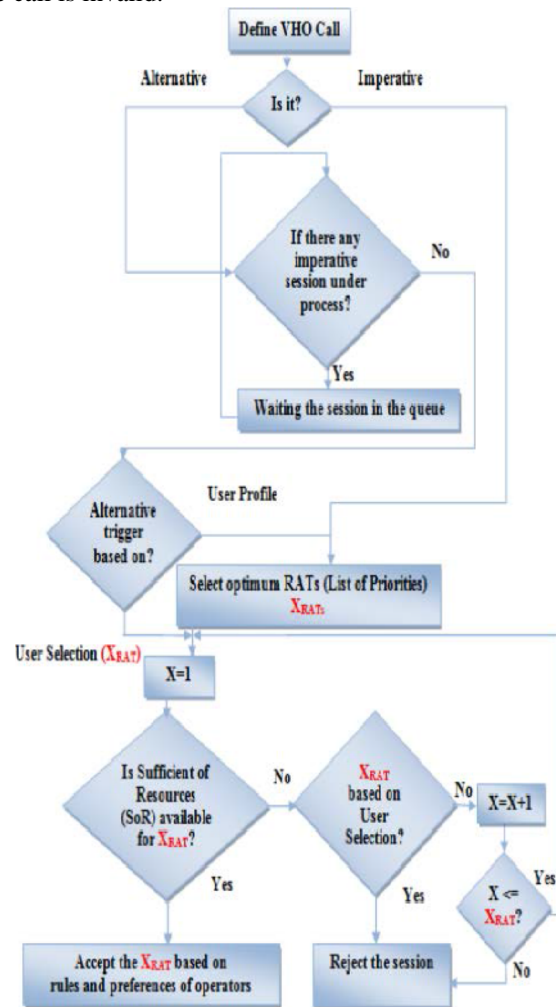 call is invalid.
Define VHO Call
Alternative
Imperative
Is it?
If there any
imperative
session under
process?
No
Yes
Waiting the session in the queue
User Profile
Alternative
trigger
based on?
Select optimum RATs (List of Priorities)
XRATs
User Selection (XRAT)
X=1
Is Sufficient of
Resources
(SoR) available
for XRAT?
No
XRAT
based on
User
Selection?
No
X=X+1
Yes
X <=
XRAT?
Yes
Yes
No
Accept the XRAT based on
rules and preferences of operators
Reject the session